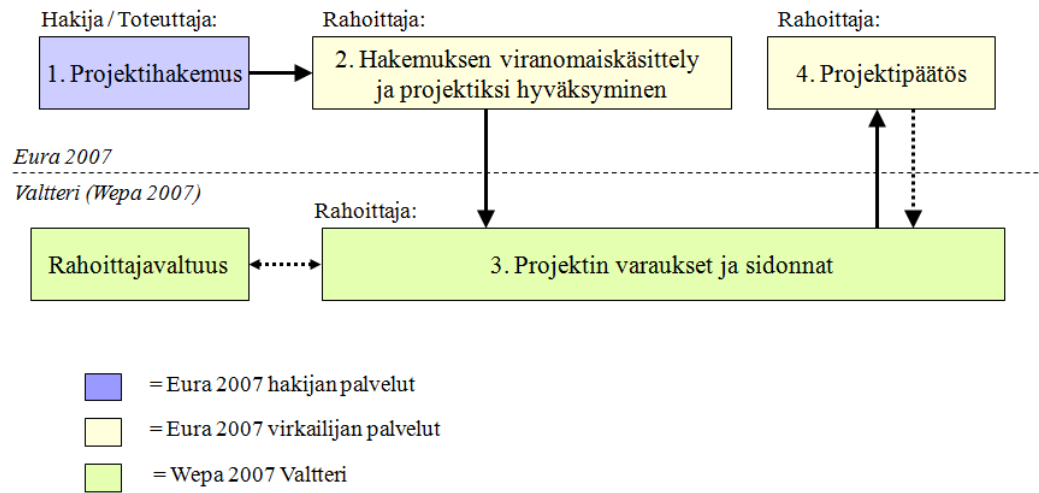 Hakija / Toteuttaja:
Rahoittaja:
Rahoittaja:
1. Projektihakemus
2. Hakemuksen viranomaiskäsittely
ja projektiksi hyväksyminen
4. Projektipäätös
Eura 2007
Valtteri (Wepa 2007)
Rahoittaja:
Rahoittajavaltuus
3. Projektin varaukset ja sidonnat
= Eura 2007 hakijan palvelut
= Eura 2007 virkailijan palvelut
= Wepa 2007 Valtteri